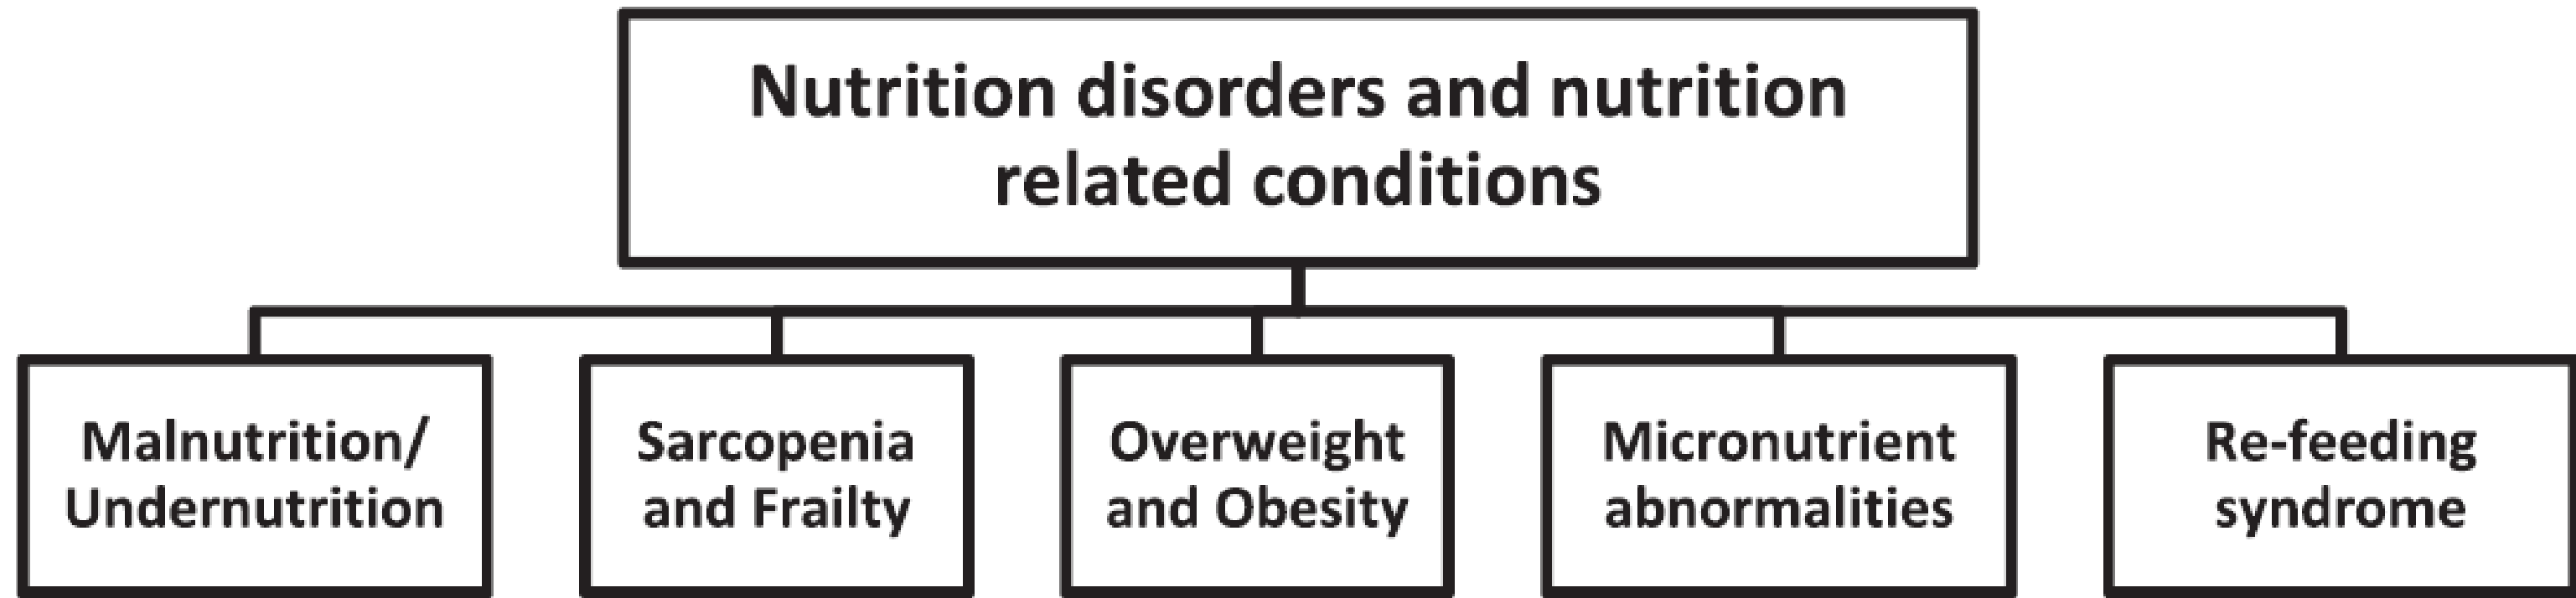 Nutrition disorders and nutrition
related conditions
Malnutrition/
Undernutrition
Sarcopenia
and Frailty
Overweight
and Obesity
Micronutrient
abnormalities
Re-feeding
syndrome